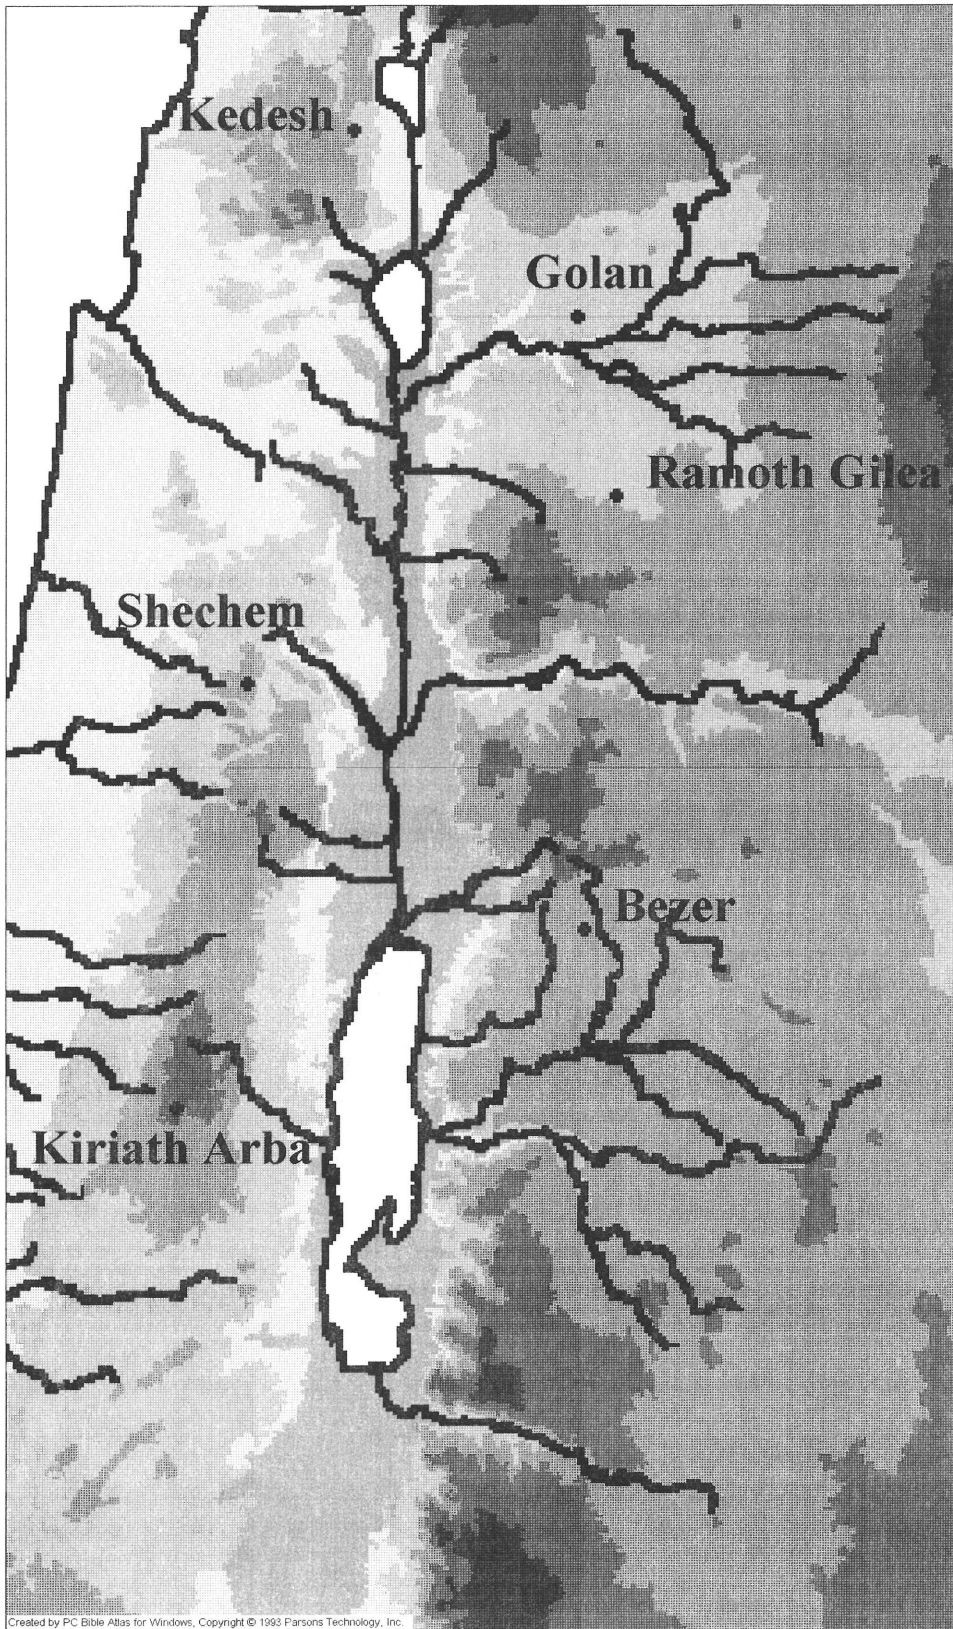 Kedesh
Golan
Ramoth Gilea
Shechem
Bezer
Kiriath Arba
Created by PC Bible Atlas for Windows, Copyright © 1993 Parsons Technology, Inc.